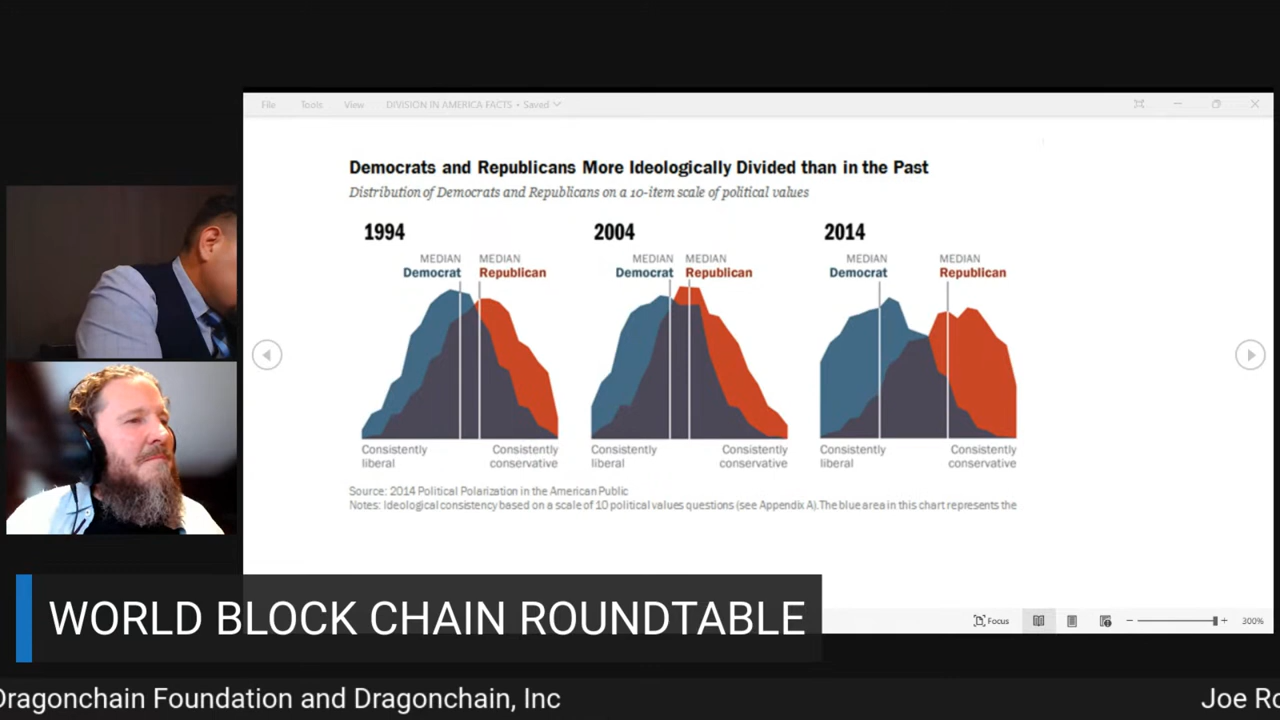 File Tools View DIVISION IN AMERICA FACTS • Saved
Democrats and Republicans More Ideologically Divided than in the Past
Distribution of Democrats and Republicans on a 10-item scale of political values
1994
MEDIAN MEDIAN
Democrat Republican
Consistently Consistently
liberal conservative
2004
MEDIAN MEDIAN
Democrat Republican
Consistently Consistently
liberal conservative
2014
MEDIAN MEDIAN
Democrat Republican
Consistently Consistently
liberal conservative
Source: 2014 Political Polarization in the American Public
Notes: Ideological consistency based on a scale of 10 political values questions (see Appendix A). The blue area in this chart represents the
Focus 300%
WORLD BLOCK CHAIN ROUNDTABLE
Dragonchain Foundation and Dragonchain, Inc Joe